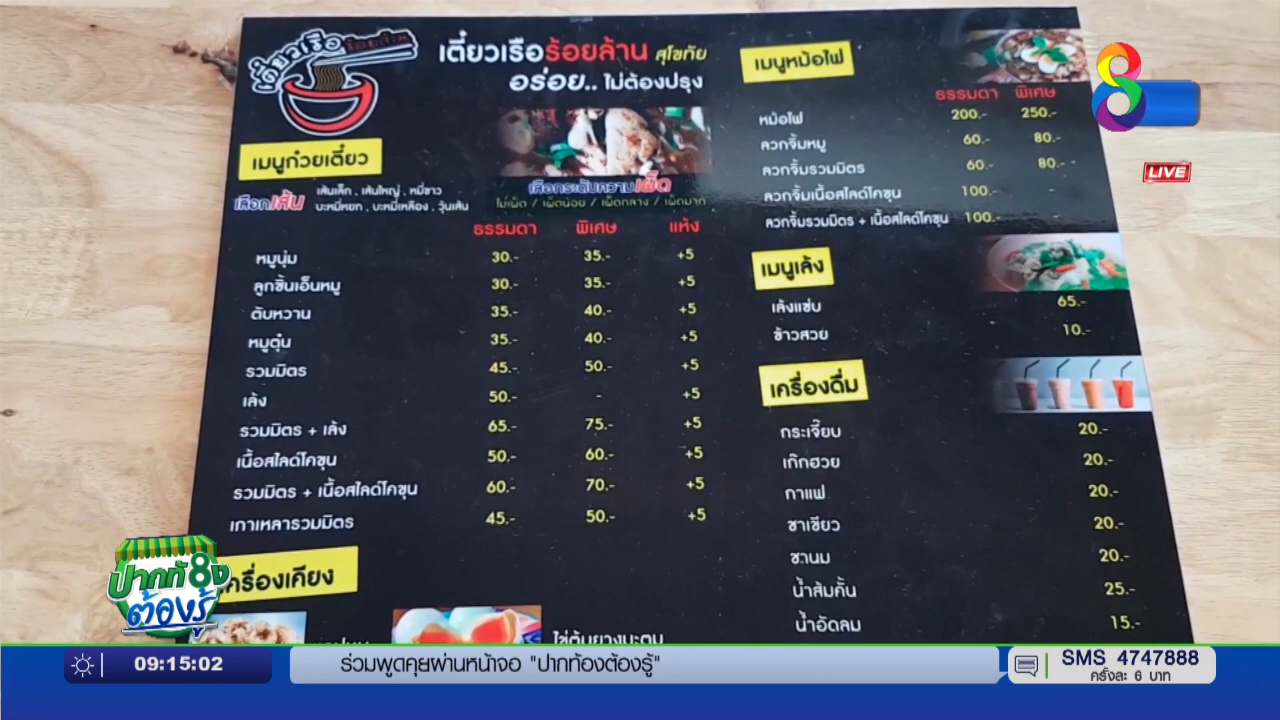 เตี๋ยวเรือร้อยล้าน
เตี๋ยวเรือร้อยล้าน สุโขทัย
อร่อย.. ไม่ต้องปรุง
เมนูก๋วยเตี๋ยว
เลือกเส้น
เส้นเล็ก , เส้นใหญ่ , หมี่ขาว
บะหมี่หยก , บะหมี่เหลือง , วุ้นเส้น
เลือกระดับความเผ็ด
ไม่เผ็ด / เผ็ดน้อย / เผ็ดกลาง / เผ็ดมาก
ธรรมดา พิเศษ แห้ง
หมูนุ่ม 30.- 35.- +5
ลูกชิ้นเอ็นหมู 30.- 35.- +5
ตับหวาน 35.- 40.- +5
หมูตุ๋น 35.- 40.- +5
รวมมิตร 45.- 50.- +5
เล้ง 50.- - +5
รวมมิตร + เล้ง 65.- 75.- +5
เนื้อสไลด์โคขุน 50.- 60.- +5
รวมมิตร + เนื้อสไลด์โคขุน 60.- 70.- +5
เกาเหลารวมมิตร 45.- 50.- +5
ครื่องเคียง
ไข่ต้มยางมะตูม
เมนูหม้อไฟ
ธรรมดา พิเศษ
หม้อไฟ 200.- 250.-
ลวกจิ้มหมู 60.- 80.-
ลวกจิ้มรวมมิตร 60.- 80.- -
ลวกจิ้มเนื้อสไลด์โคขุน 100.- -
ลวกจิ้มรวมมิตร + เนื้อสไลด์โคขุน 100.- -
เมนูเล้ง
เล้งแซ่บ 65.-
ข้าวสวย 10.-
เครื่องดื่ม
กระเจี๊ยบ 20.-
เก๊กฮวย 20.-
กาแฟ 20.-
ชาเขียว 20.-
ชานม 20.-
น้ำส้มคั้น 25.-
น้ำอัดลม 15.-
8
LIVE
ปากท้8ง
ต้องรู้
09:15:02
ร่วมพูดคุยผ่านหน้าจอ "ปากท้องต้องรู้"
SMS 4747888
ครั้งละ 6 บาท